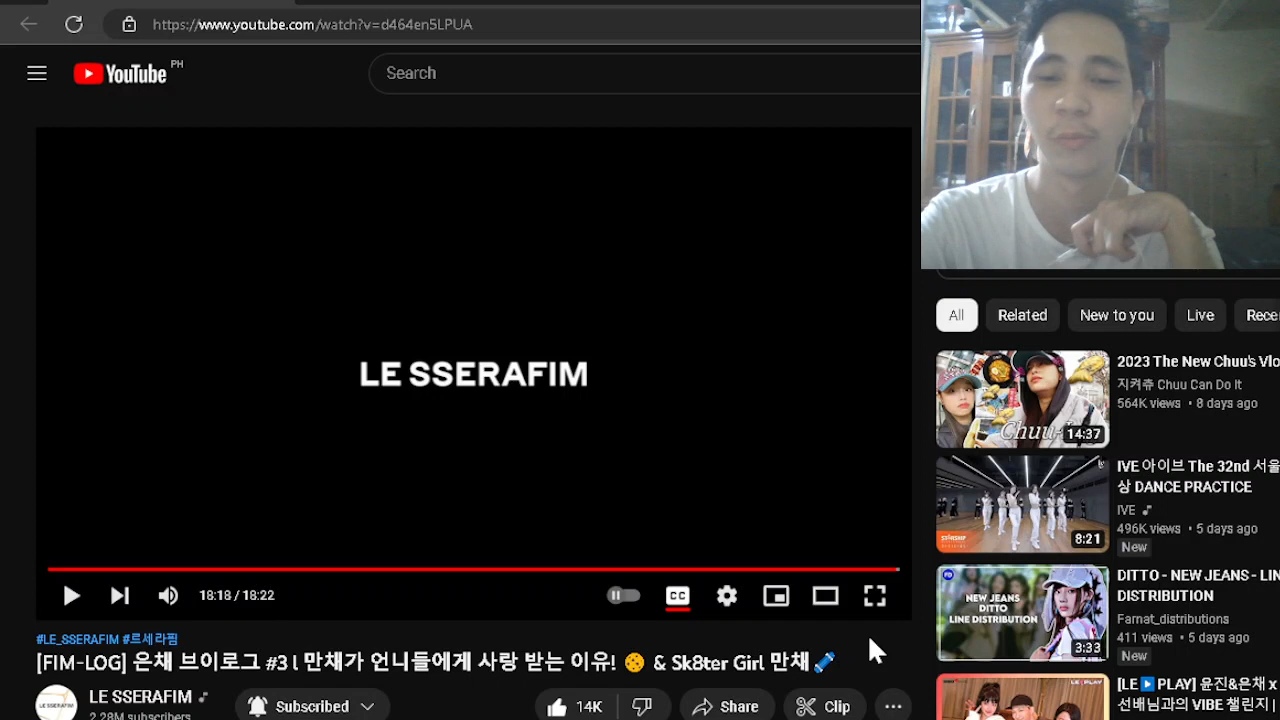 https://www.youtube.com/watch?v=d464en5LPUA
YouTube PH
Search
LE SSERAFIM
18:18 / 18:22
CC
#LE_SSERAFIM #르세라핌
[FIM-LOG] 은채 브이로그 #3 l 만채가 언니들에게 사랑 받는 이유! 🍪 & Sk8ter Girl 만채
LE SSERAFIM
2.28M subscribers
Subscribed
14K
Share
Clip
All
Related
New to you
Live
Rece
2023 The New Chuu's Vlo
지켜츄 Chuu Can Do It
564K views • 8 days ago
Chuu-
14:37
IVE 아이브 The 32nd 서울
상 DANCE PRACTICE
IVE
496K views • 5 days ago
New
STARSHIP
8:21
DITTO - NEW JEANS - LIN
DISTRIBUTION
Farnat_distributions
411 views • 5 days ago
New
NEW JEANS
DITTO
LINE DISTRIBUTION
3:33
[LE▶️PLAY] 윤진&은채 x
선배님과의 VIBE 챌린지 |
LE PLAY